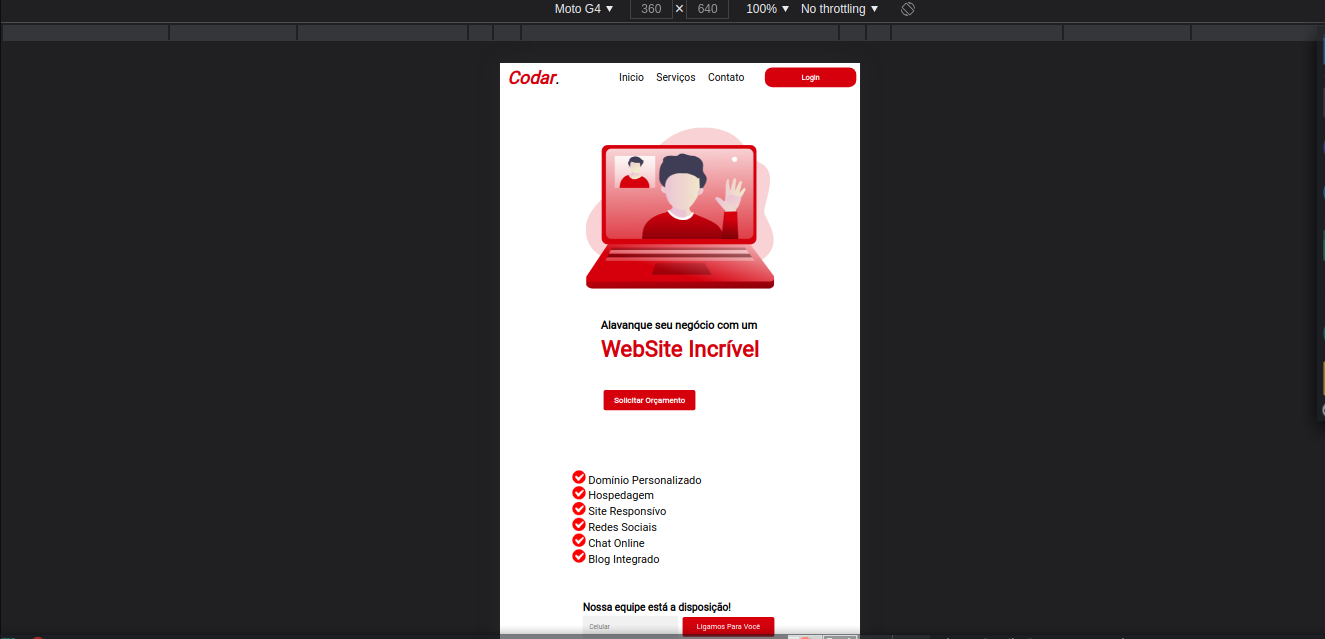 Moto G4 ▼ 360 × 640 100% ▼ No throttling ▼
Codar. Inicio Serviços Contato Login
Alavanque seu negócio com um
WebSite Incrível
Solicitar Orçamento
Domínio Personalizado
Hospedagem
Site Responsívo
Redes Sociais
Chat Online
Blog Integrado
Nossa equipe está a disposição!
Celular Ligamos Para Você